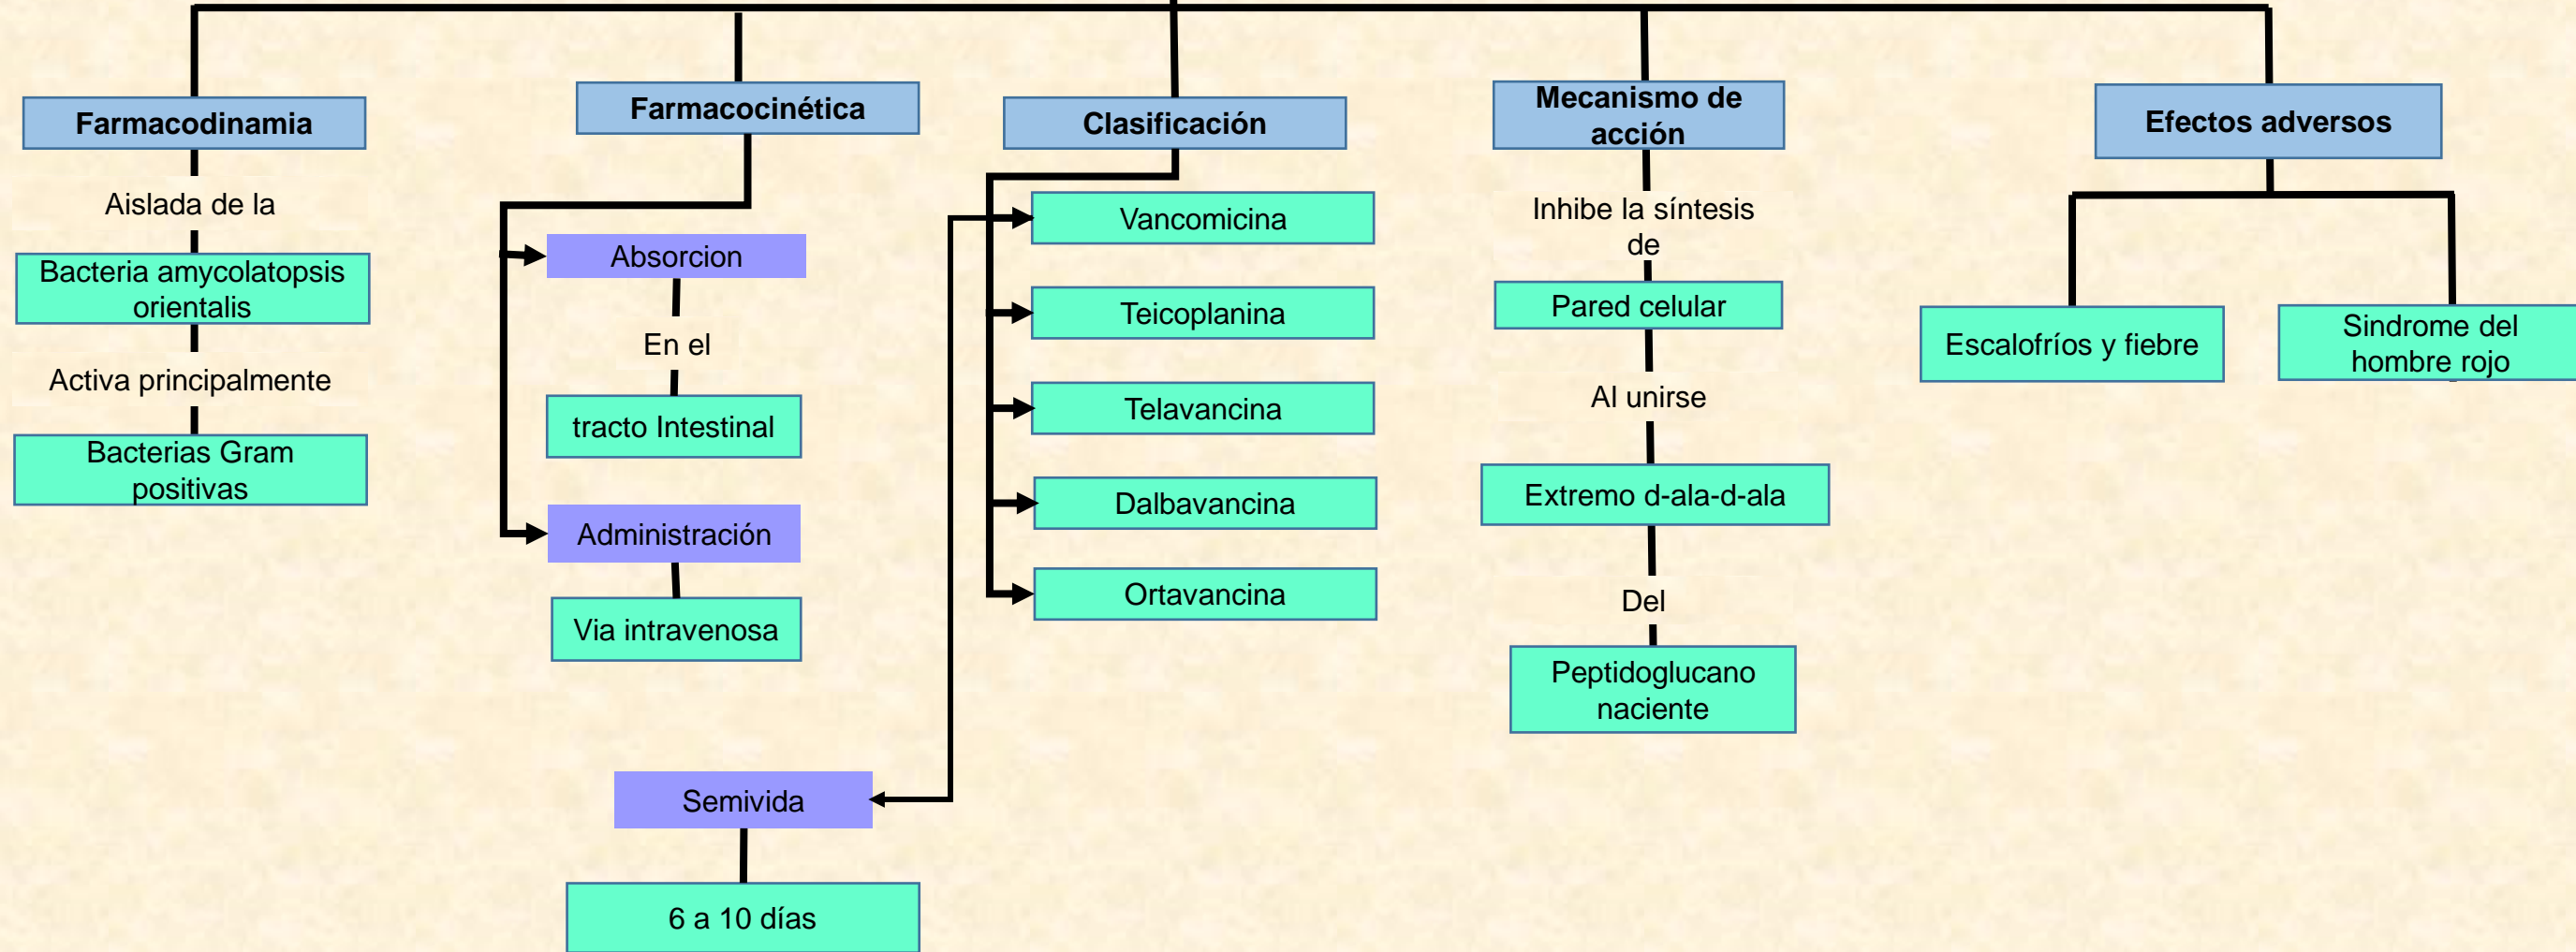 Farmacodinamia
Aislada de la
Bacteria amycolatopsis
orientalis
Activa principalmente
Bacterias Gram
positivas
Farmacocinética
Absorcion
En el
tracto Intestinal
Administración
Via intravenosa
Semivida
6 a 10 días
Clasificación
Vancomicina
Teicoplanina
Telavancina
Dalbavancina
Ortavancina
Mecanismo de
acción
Inhibe la síntesis
de
Pared celular
Al unirse
Extremo d-ala-d-ala
Del
Peptidoglucano
naciente
Efectos adversos
Escalofríos y fiebre
Sindrome del
hombre rojo